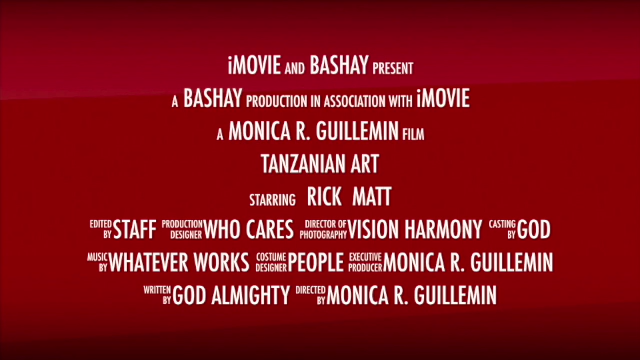 iMOVIE AND BASHAY PRESENT
A BASHAY PRODUCTION IN ASSOCIATION WITH iMOVIE
A MONICA R. GUILLEMIN FILM
TANZANIAN ART
STARRING RICK MATT
EDITED BY STAFF PRODUCTION DESIGNER WHO CARES DIRECTOR OF PHOTOGRAPHY VISION HARMONY CASTING BY GOD
MUSIC BY WHATEVER WORKS COSTUME DESIGNER PEOPLE EXECUTIVE PRODUCER MONICA R. GUILLEMIN
WRITTEN BY GOD ALMIGHTY DIRECTED BY MONICA R. GUILLEMIN